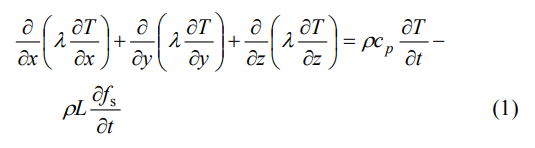 ∂/∂x(λ ∂T/∂x) + ∂/∂y(λ ∂T/∂y) + ∂/∂z(λ ∂T/∂z) = ρc_p ∂T/∂t −
ρL ∂f_s/∂t (1)